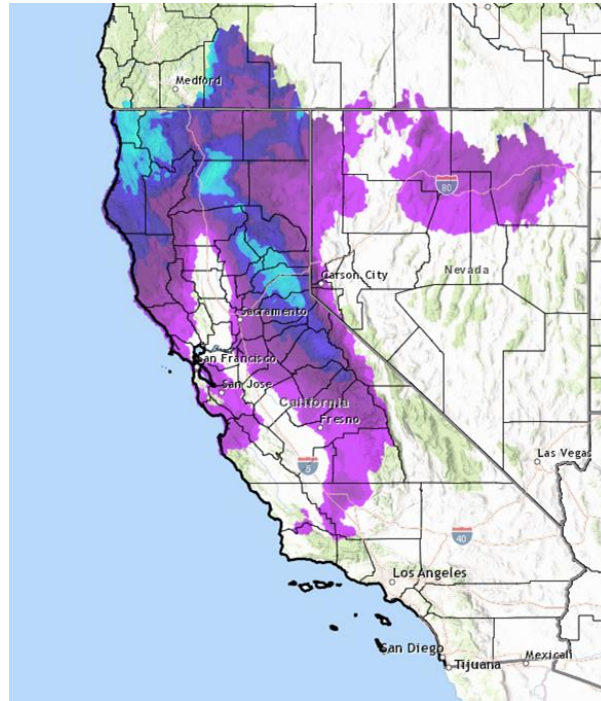 Medford
80
Carson City
Nevada
Sacramento
San Francisco
San Jose
California
Fresno
5
Las Vegas
40
Los Angeles
San Diego
Tijuana
Mexicali